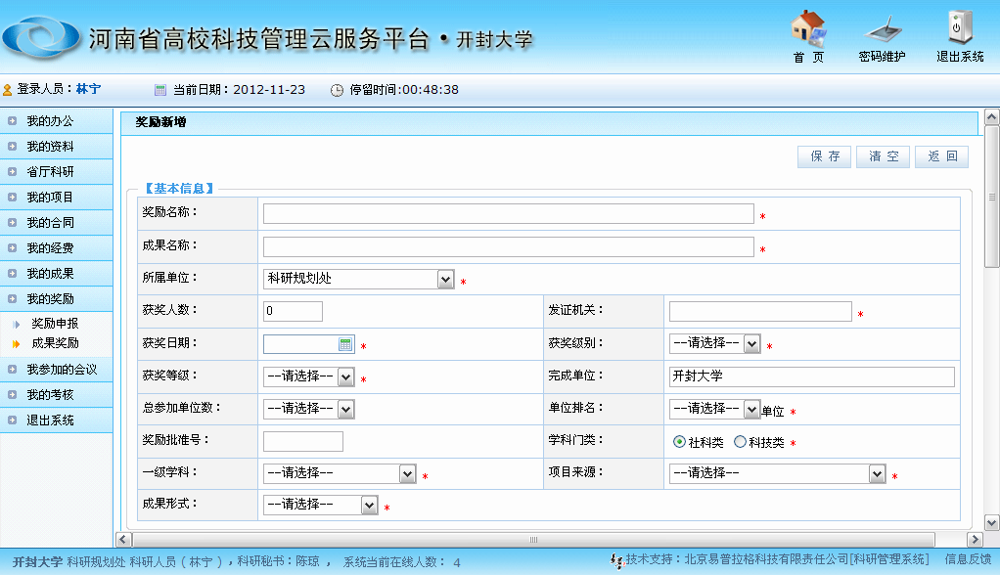 河南省高校科技管理云服务平台·开封大学
首 页 密码维护 退出系统
登录人员：林宁 当前日期：2012-11-23 停留时间:00:48:38
我的办公
我的资料
省厅科研
我的项目
我的合同
我的经费
我的成果
我的奖励
奖励申报
成果奖励
我参加的会议
我的考核
退出系统
奖励新增
保 存 清 空 返 回
【基本信息】
奖励名称： *
成果名称： *
所属单位： 科研规划处 *
获奖人数： 0 发证机关： *
获奖日期： * 获奖级别： --请选择-- *
获奖等级： --请选择-- * 完成单位： 开封大学
总参加单位数： --请选择-- 单位排名： --请选择-- 单位 *
奖励批准号： 学科门类： 社科类 科技类 *
一级学科： --请选择-- * 项目来源： --请选择-- *
成果形式： --请选择-- *
开封大学 科研规划处 科研人员（林宁），科研秘书：陈琼 ， 系统当前在线人数： 4 技术支持：北京易普拉格科技有限责任公司[科研管理系统] 信息反馈